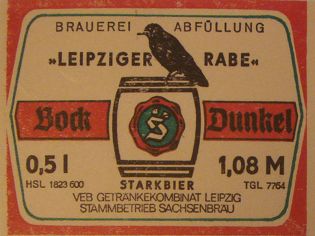 BRAUEREI ABFÜLLUNG
»LEIPZIGER RABE«
Bock Dunkel
S
0,5 l 1,08 M
STARKBIER
HSL 1823 600 TGL 7764
VEB GETRÄNKEKOMBINAT LEIPZIG
STAMMBETRIEB SACHSENBRÄU